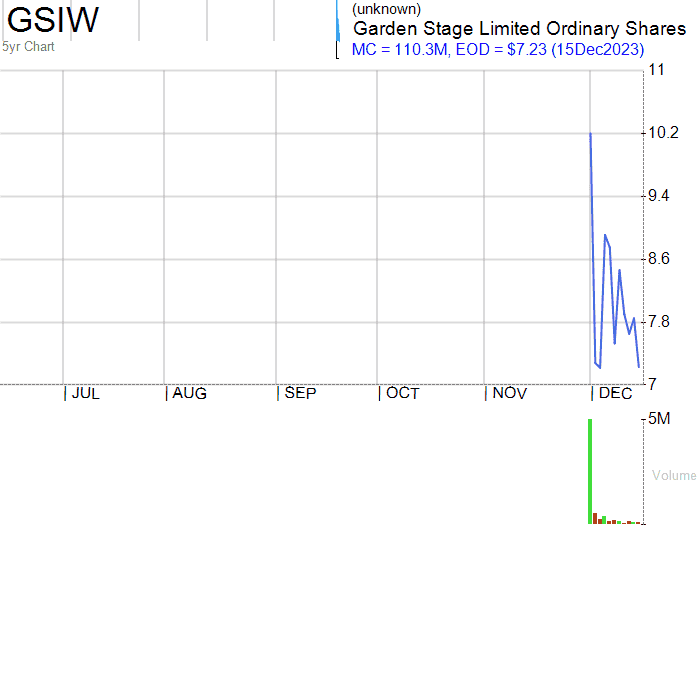 GSIW
5yr Chart
(unknown)
Garden Stage Limited Ordinary Shares
MC = 110.3M, EOD = $7.23 (15Dec2023)
11
10.2
9.4
8.6
7.8
7
JUL AUG SEP OCT NOV DEC
5M
Volume